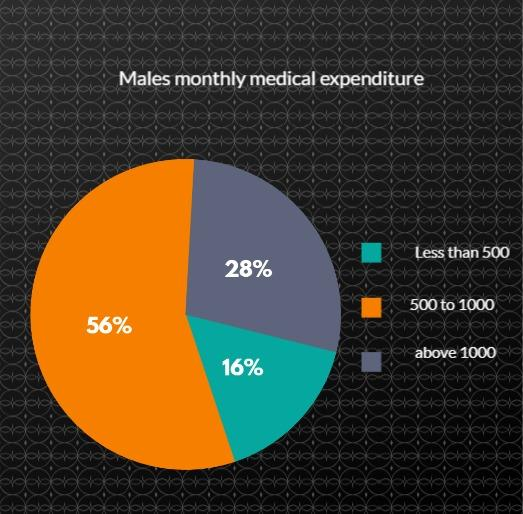 Males monthly medical expenditure
28%
56%
16%
Less than 500
500 to 1000
above 1000